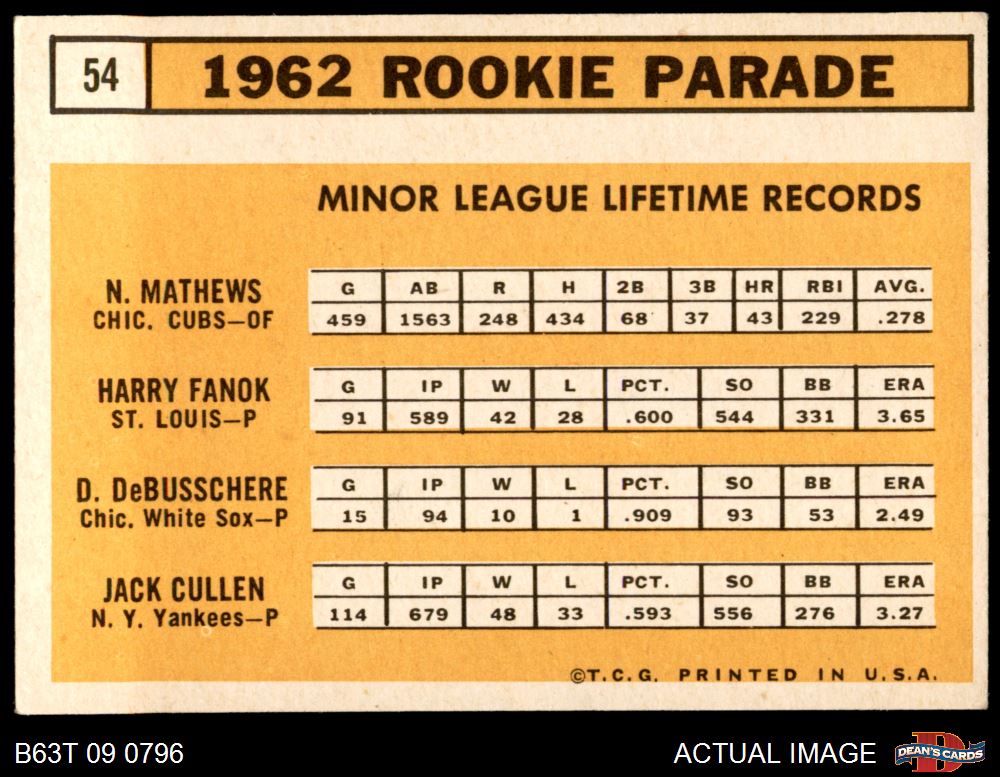 54 1962 ROOKIE PARADE
MINOR LEAGUE LIFETIME RECORDS
N. MATHEWS
CHIC. CUBS—OF
G AB R H 2B 3B HR RBI AVG.
459 1563 248 434 68 37 43 229 .278
HARRY FANOK
ST. LOUIS—P
G IP W L PCT. SO BB ERA
91 589 42 28 .600 544 331 3.65
D. DeBUSSCHERE
Chic. White Sox—P
G IP W L PCT. SO BB ERA
15 94 10 1 .909 93 53 2.49
JACK CULLEN
N. Y. Yankees—P
G IP W L PCT. SO BB ERA
114 679 48 33 .593 556 276 3.27
©T.C.G. PRINTED IN U.S.A.
B63T 09 0796 ACTUAL IMAGE DEAN'S CARDS